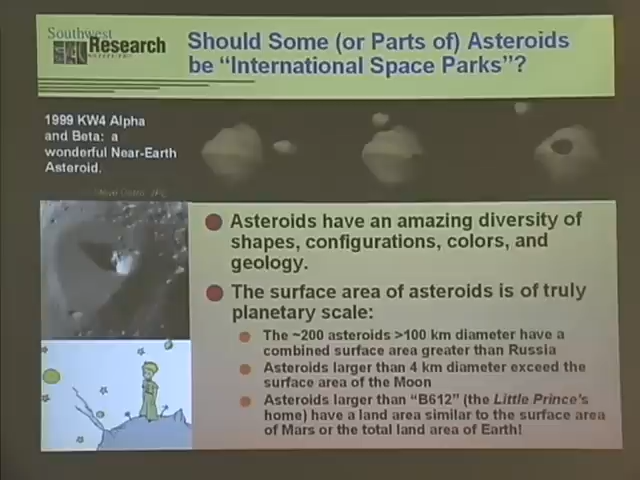 Southwest
Research
Should Some (or Parts of) Asteroids
be “International Space Parks”?
1999 KW4 Alpha
and Beta: a
wonderful Near-Earth
Asteroid.
Asteroids have an amazing diversity of
shapes, configurations, colors, and
geology.
The surface area of asteroids is of truly
planetary scale:
The ~200 asteroids >100 km diameter have a
combined surface area greater than Russia
Asteroids larger than 4 km diameter exceed the
surface area of the Moon
Asteroids larger than “B612” (the Little Prince's
home) have a land area similar to the surface area
of Mars or the total land area of Earth!